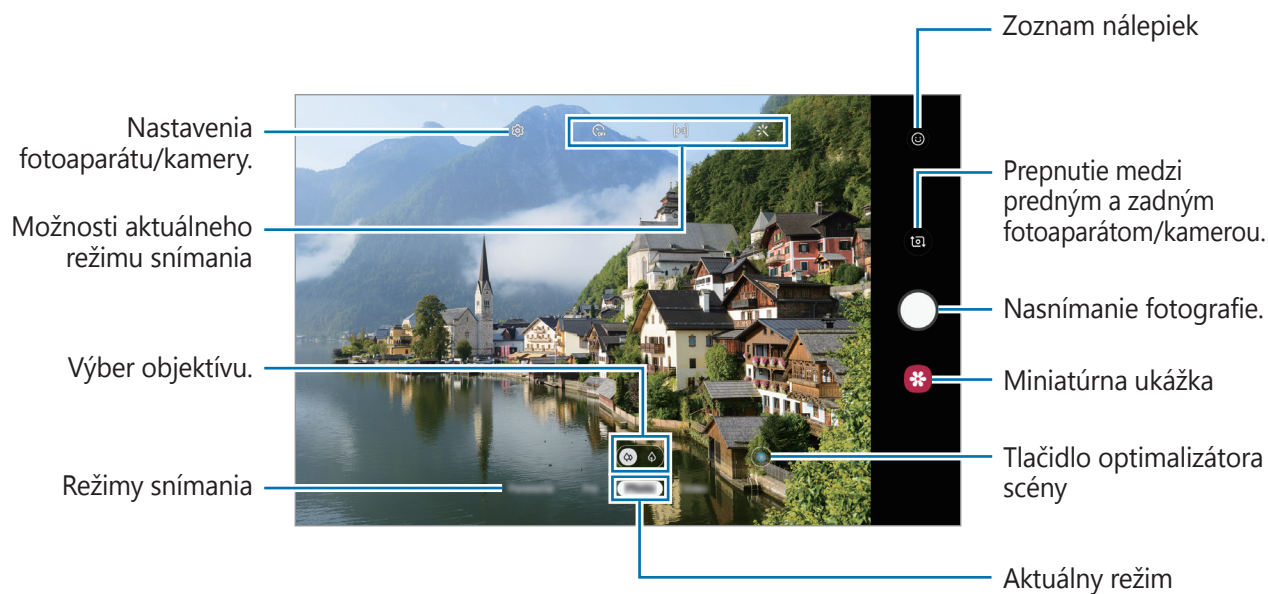 Zoznam nálepiek
Nastavenia
fotoaparátu/kamery.
OFF
Prepnutie medzi
predným a zadným
fotoaparátom/kamerou.
Možnosti aktuálneho
režimu snímania
Nasnímanie fotografie.
Výber objektívu.
Miniatúrna ukážka
Tlačidlo optimalizátora
scény
Režimy snímania
Aktuálny režim